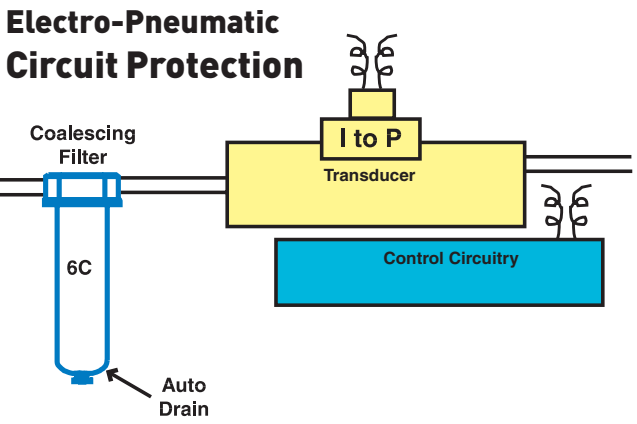 Electro-Pneumatic
Circuit Protection
Coalescing
Filter
I to P
Transducer
6C
Control Circuitry
Auto
Drain